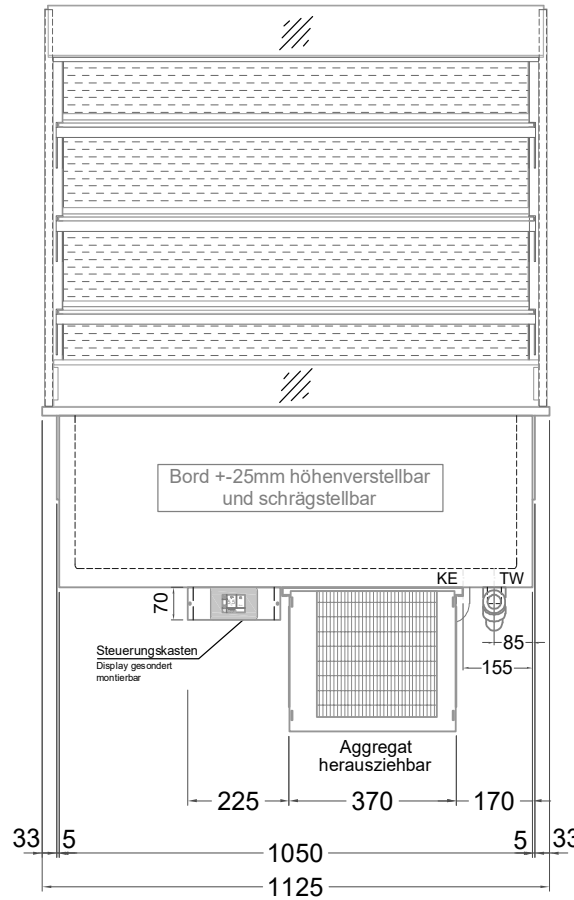 Bord +-25mm höhenverstellbar
und schrägstellbar
KE
TW
70
Steuerungskasten
Display gesondert
montierbar
85
155
Aggregat
herausziehbar
225
370
170
33
5
1050
5
33
1125